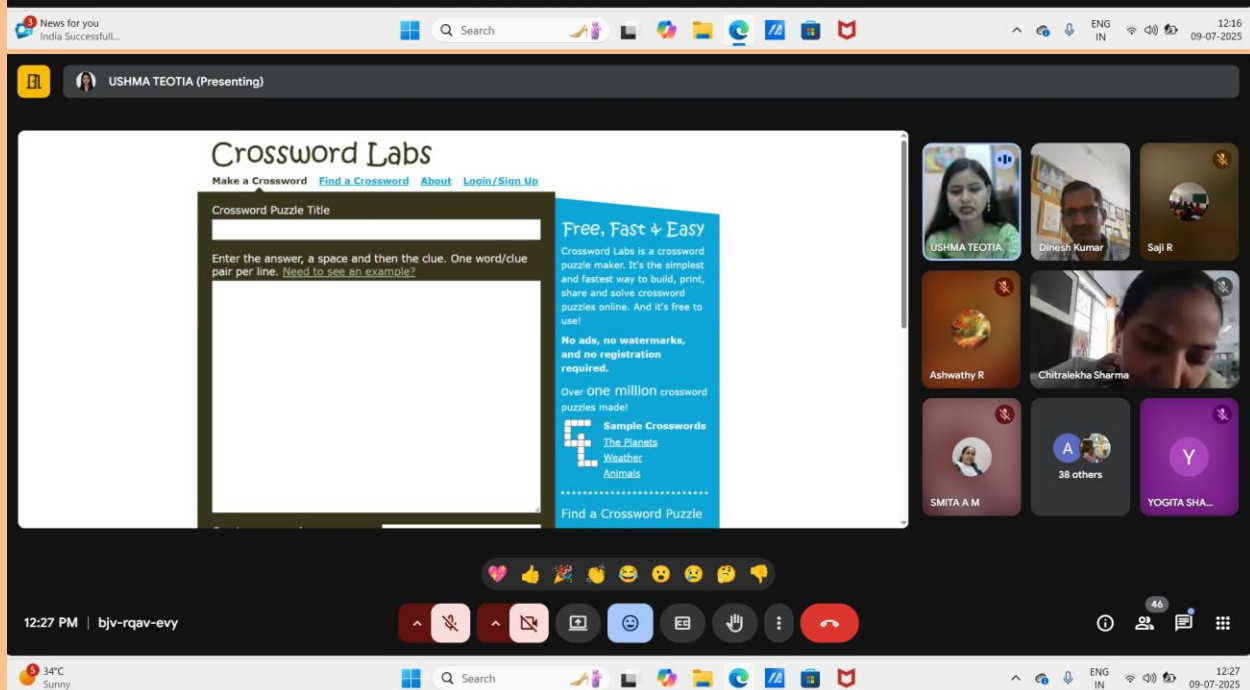 News for you
India Successfull...
Search
ENG
IN
12:16
09-07-2025
USHMA TEOTIA (Presenting)
Crossword Labs
Make a Crossword Find a Crossword About Login/Sign Up
Crossword Puzzle Title
Enter the answer, a space and then the clue. One word/clue
pair per line. Need to see an example?
Free, Fast & Easy
Crossword Labs is a crossword
puzzle maker. It's the simplest
and fastest way to build, print,
share and solve crossword
puzzles online. And it's free to
use!
No ads, no watermarks,
and no registration
required.
Over one million crossword
puzzles made!
Sample Crosswords
The Planets
Weather
Animals
Find a Crossword Puzzle
USHMA TEOTIA
Dinesh Kumar
Saji R
Ashwathy R
Chitralekha Sharma
SMITA A M
A
38 others
Y
YOGITA SHA...
12:27 PM | bjv-rqav-evy
46
34°C
Sunny
Search
ENG
IN
12:27
09-07-2025